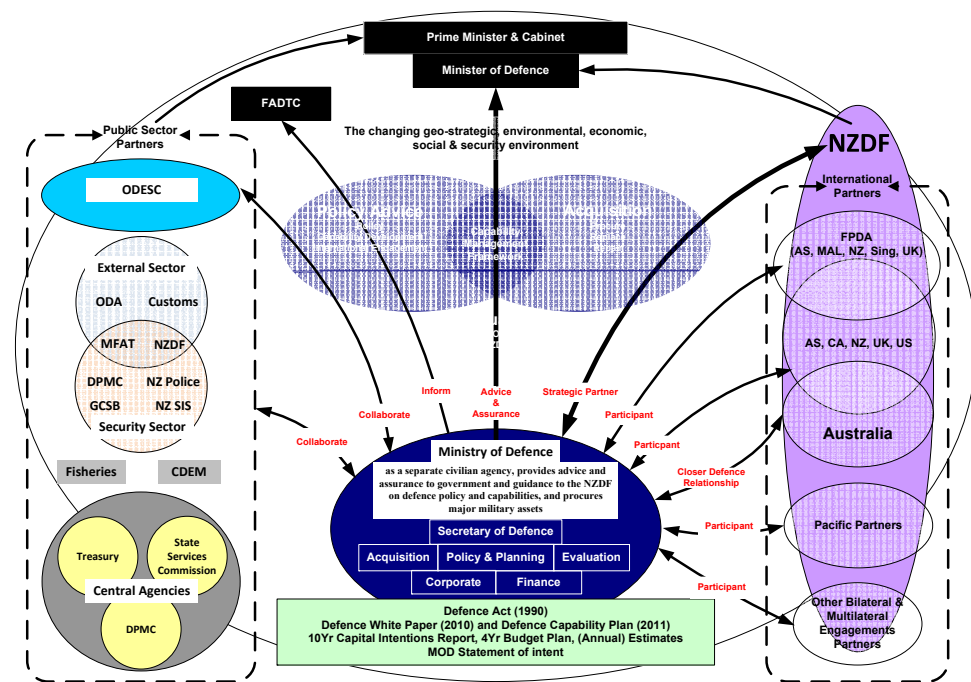 Prime Minister & Cabinet
Minister of Defence
FADTC
The changing geo-strategic, environmental, economic,
social & security environment
Public Sector
Partners
ODESC
External Sector
ODA Customs
MFAT NZDF
DPMC NZ Police
GCSB NZ SIS
Security Sector
Fisheries CDEM
Treasury
State
Services
Commission
Central Agencies
DPMC
Policy Advice
Acquisition
Capability
Management
Framework
NZDF
International
Partners
FPDA
(AS, MAL, NZ, Sing, UK)
AS, CA, NZ, UK, US
Australia
Pacific Partners
Other Bilateral &
Multilateral
Engagements
Partners
Collaborate
Collaborate
Inform
Advice
&
Assurance
Strategic Partner
Participant
Particpant
Closer Defence
Relationship
Participant
Participant
Ministry of Defence
as a separate civilian agency, provides advice and
assurance to government and guidance to the NZDF
on defence policy and capabilities, and procures
major military assets
Secretary of Defence
Acquisition Policy & Planning Evaluation
Corporate Finance
Defence Act (1990)
Defence White Paper (2010) and Defence Capability Plan (2011)
10Yr Capital Intentions Report, 4Yr Budget Plan, (Annual) Estimates
MOD Statement of intent